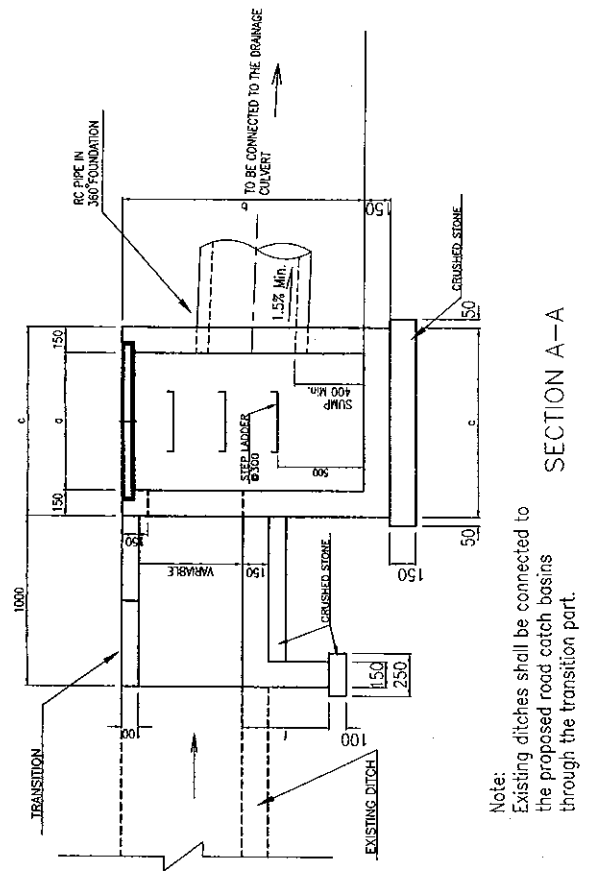 RC PIPE IN
360° FOUNDATION
TO BE CONNECTED TO THE DRAINAGE
CULVERT
1.5% Min.
150
b
150
c
a
150
150
1000
TRANSITION
STEP LADDER
SUMP
400 Min.
500
150
VARIABLE
150
CRUSHED STONE
CRUSHED STONE
50
c
50
150
150
250
100
EXISTING DITCH
SECTION A–A
Note:
Existing ditches shall be connected to
the proposed road catch basins
through the transition part.